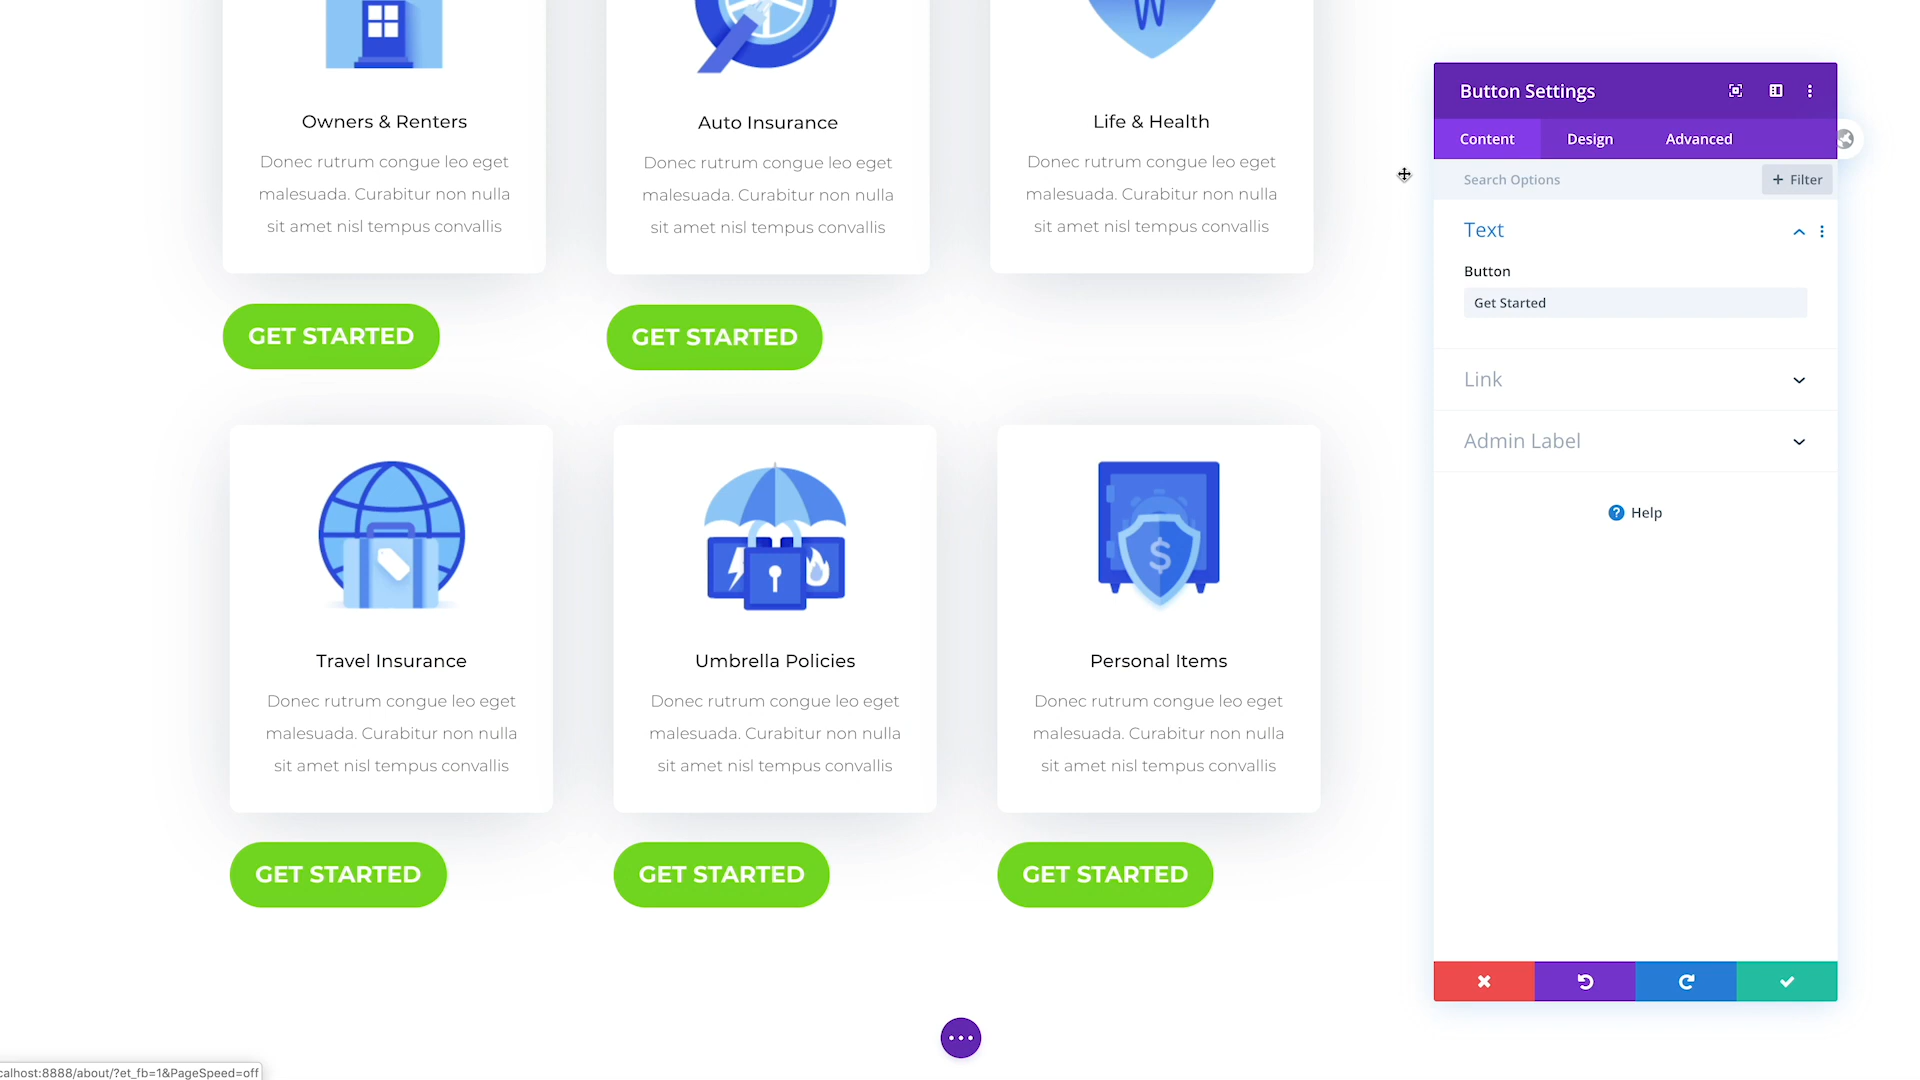 Owners & Renters
Donec rutrum congue leo eget
malesuada. Curabitur non nulla
sit amet nisl tempus convallis
GET STARTED
Auto Insurance
Donec rutrum congue leo eget
malesuada. Curabitur non nulla
sit amet nisl tempus convallis
GET STARTED
Life & Health
Donec rutrum congue leo eget
malesuada. Curabitur non nulla
sit amet nisl tempus convallis
Travel Insurance
Donec rutrum congue leo eget
malesuada. Curabitur non nulla
sit amet nisl tempus convallis
GET STARTED
Umbrella Policies
Donec rutrum congue leo eget
malesuada. Curabitur non nulla
sit amet nisl tempus convallis
GET STARTED
$
Personal Items
Donec rutrum congue leo eget
malesuada. Curabitur non nulla
sit amet nisl tempus convallis
GET STARTED
Button Settings
Content Design Advanced
Search Options + Filter
Text
Button
Get Started
Link
Admin Label
? Help
calhost:8888/about/?et_fb=1&PageSpeed=off